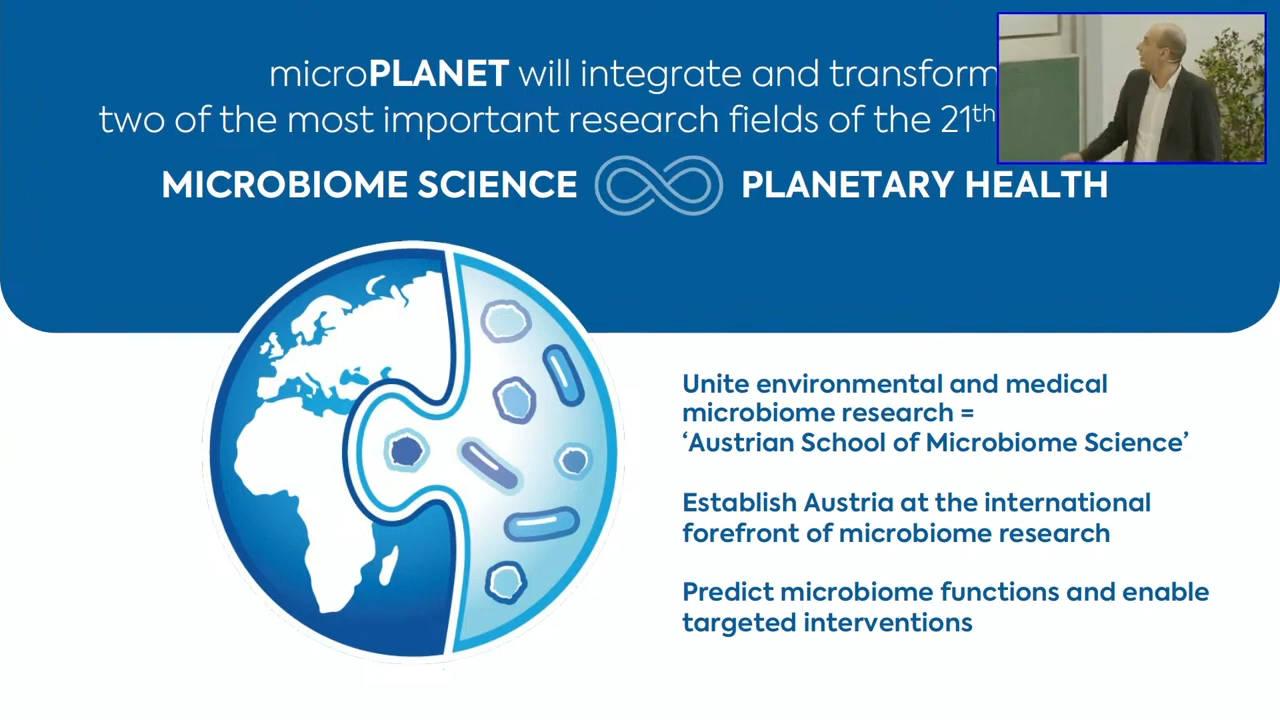 microPLANET will integrate and transform
two of the most important research fields of the 21th
MICROBIOME SCIENCE PLANETARY HEALTH
Unite environmental and medical
microbiome research =
‘Austrian School of Microbiome Science’
Establish Austria at the international
forefront of microbiome research
Predict microbiome functions and enable
targeted interventions